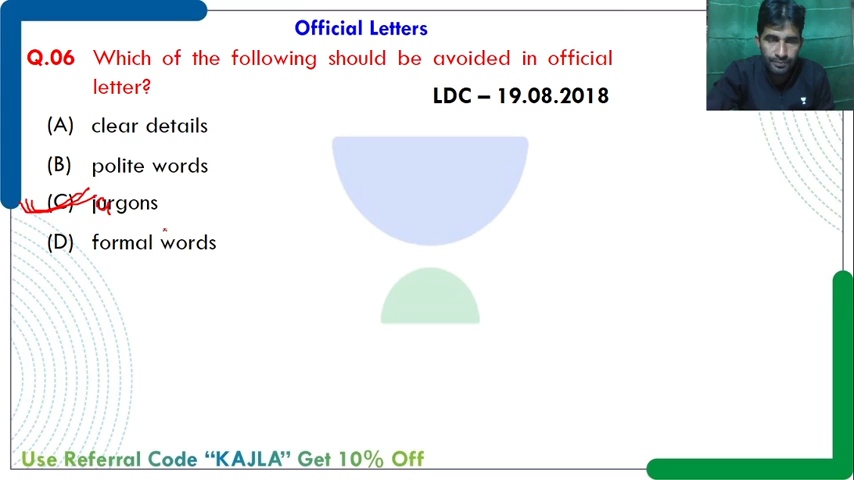 Official Letters
Q.06 Which of the following should be avoided in official
letter?
LDC – 19.08.2018
(A) clear details
(B) polite words
(C) jurgons
a
(D) formal words
Use Referral Code “KAJLA” Get 10% Off